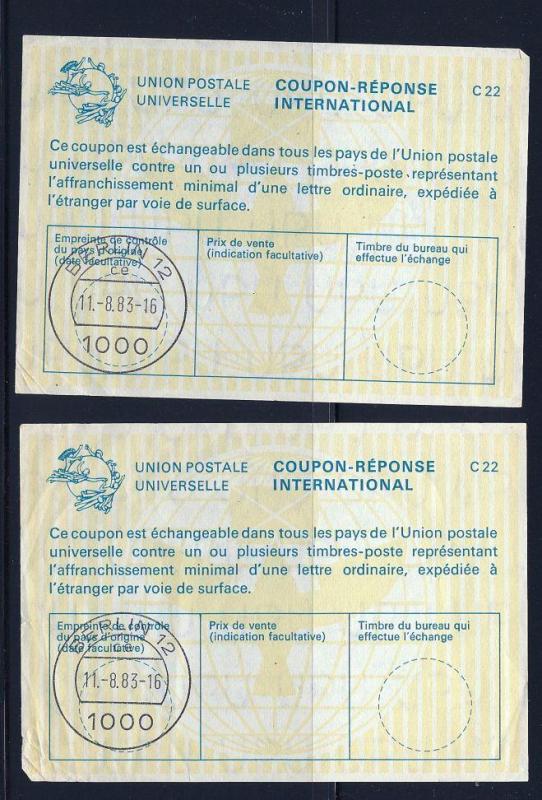 UNION POSTALE UNIVERSELLE
COUPON-RÉPONSE INTERNATIONAL
C 22
Ce coupon est échangeable dans tous les pays de l'Union postale
universelle contre un ou plusieurs timbres-poste représentant
l'affranchissement minimal d'une lettre ordinaire, expédiée à
l'étranger par voie de surface.
Empreinte de contrôle
du pays d'origine
(date facultative)
Prix de vente
(indication facultative)
Timbre du bureau qui
effectue l'échange
BERLIN 12
ce
11.-8.83-16
1000
UNION POSTALE UNIVERSELLE
COUPON-RÉPONSE INTERNATIONAL
C 22
Ce coupon est échangeable dans tous les pays de l'Union postale
universelle contre un ou plusieurs timbres-poste représentant
l'affranchissement minimal d'une lettre ordinaire, expédiée à
l'étranger par voie de surface.
Empreinte de contrôle
du pays d'origine
(date facultative)
Prix de vente
(indication facultative)
Timbre du bureau qui
effectue l'échange
BERLIN 12
ce
11.-8.83-16
1000